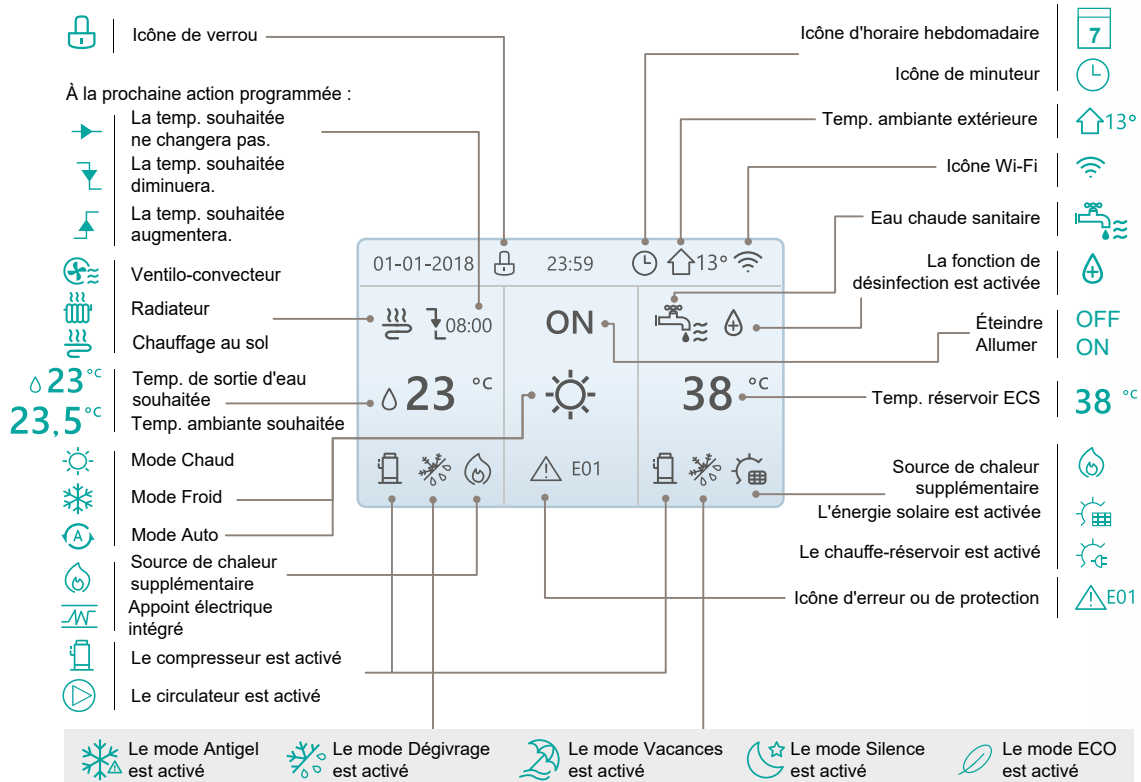 Icône de verrou
À la prochaine action programmée :
La temp. souhaitée
ne changera pas.
La temp. souhaitée
diminuera.
La temp. souhaitée
augmentera.
Ventilo-convecteur
Radiateur
Chauffage au sol
23°C
Temp. de sortie d'eau
souhaitée
23,5°C
Temp. ambiante souhaitée
Mode Chaud
Mode Froid
A
Mode Auto
Source de chaleur
supplémentaire
Appoint électrique
intégré
Le compresseur est activé
Le circulateur est activé
01-01-2018
23:59
13°
08:00
ON
23 °C
38 °C
E01
Icône d'horaire hebdomadaire
7
Icône de minuteur
Temp. ambiante extérieure
13°
Icône Wi-Fi
Eau chaude sanitaire
La fonction de
désinfection est activée
Éteindre
OFF
Allumer
ON
Temp. réservoir ECS
38 °C
Source de chaleur
supplémentaire
L'énergie solaire est activée
Le chauffe-réservoir est activé
Icône d'erreur ou de protection
E01
Le mode Antigel
est activé
Le mode Dégivrage
est activé
Le mode Vacances
est activé
Le mode Silence
est activé
Le mode ECO
est activé